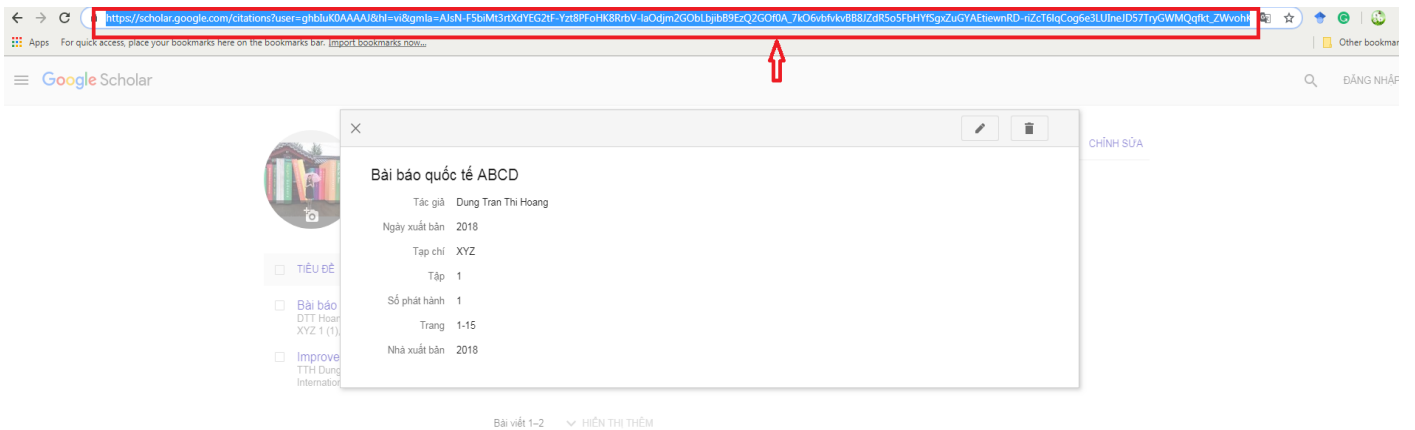 https://scholar.google.com/citations?user=ghbIuK0AAAAJ&hl=vi&gmla=AJsN-F5biMt3rtXdYEG2tF-Yzt8PFoHK8RrbV-IaOdjm2GObLbjibB9EzQ2GOf0A_7kO6vbfvkvBB8JZdR5o5FbHYfSgxZuGYAEtiewnRD-riZcT6IqCog6e3LUIneJD57TryGWMQqfkt_ZWvohK
Apps For quick access, place your bookmarks here on the bookmarks bar. Import bookmarks now... Other bookmar
Google Scholar ĐĂNG NHẬP
CHỈNH SỬA
Bài báo quốc tế ABCD
Tác giả Dung Tran Thi Hoang
Ngày xuất bản 2018
Tạp chí XYZ
Tập 1
Số phát hành 1
Trang 1-15
Nhà xuất bản 2018
TIÊU ĐỀ
Bài báo
DTT Hoan
XYZ 1 (1),
Improve
TTH Dung
Internation
Bài viết 1–2 HIỂN THỊ THÊM